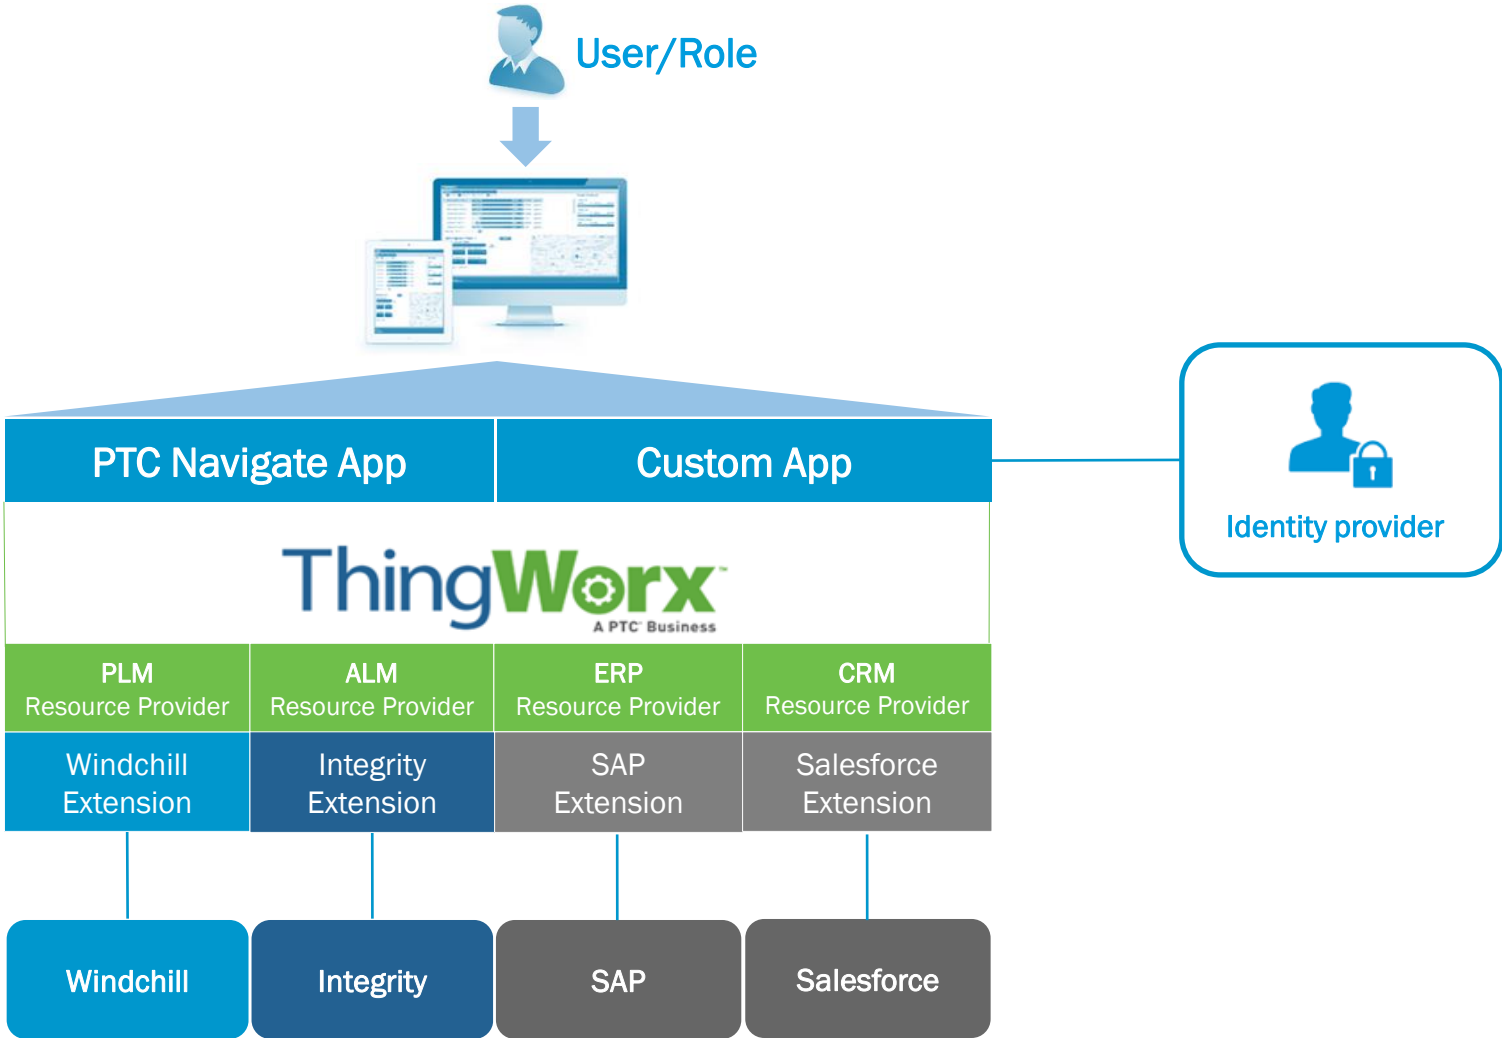 User/Role
PTC Navigate App
Custom App
Identity provider
ThingWorx™
A PTC® Business
PLM
Resource Provider
ALM
Resource Provider
ERP
Resource Provider
CRM
Resource Provider
Windchill
Extension
Integrity
Extension
SAP
Extension
Salesforce
Extension
Windchill
Integrity
SAP
Salesforce